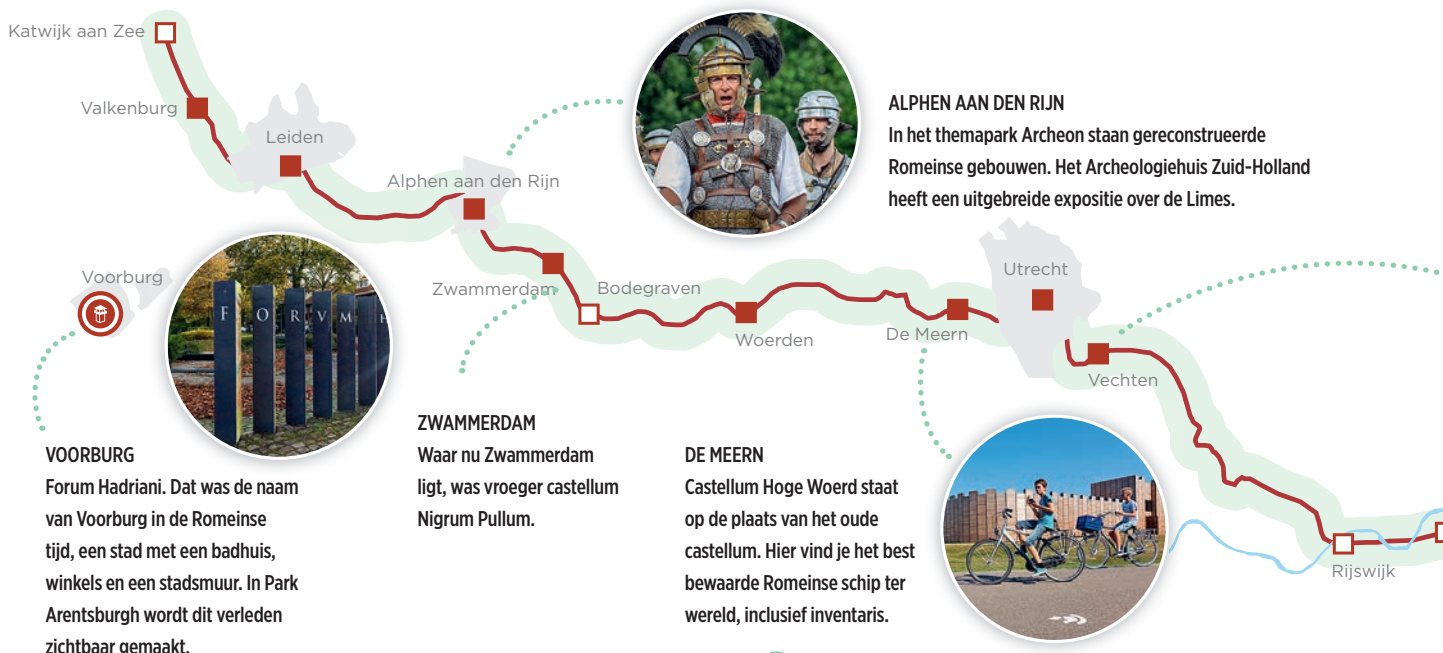 Katwijk aan Zee
Valkenburg
Leiden
Alphen aan den Rijn
ALPHEN AAN DEN RIJN
In het themapark Archeon staan gereconstrueerde
Romeinse gebouwen. Het Archeologiehuis Zuid-Holland
heeft een uitgebreide expositie over de Limes.
Voorburg
Zwammerdam
Bodegraven
Woerden
De Meern
Utrecht
Vechten
Rijswijk
F O R V M H
VOORBURG
Forum Hadriani. Dat was de naam
van Voorburg in de Romeinse
tijd, een stad met een badhuis,
winkels en een stadsmuur. In Park
Arentsburgh wordt dit verleden
zichtbaar gemaakt.
ZWAMMERDAM
Waar nu Zwammerdam
ligt, was vroeger castellum
Nigrum Pullum.
DE MEERN
Castellum Hoge Woerd staat
op de plaats van het oude
castellum. Hier vind je het best
bewaarde Romeinse schip ter
wereld, inclusief inventaris.